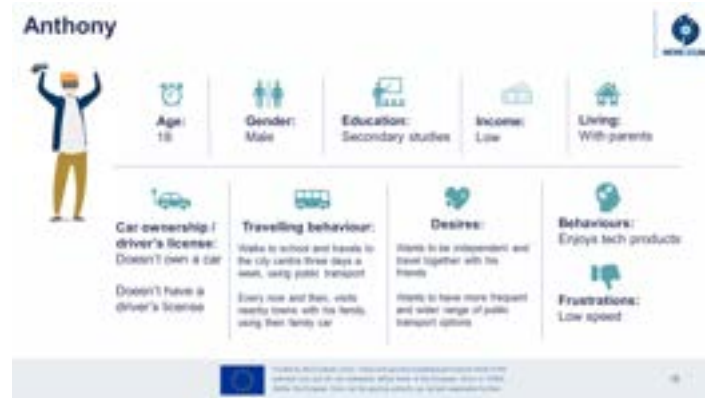 Anthony
Age:
18
Gender:
Male
Education:
Secondary studies
Income:
Low
Living:
With parents
Car ownership /
driver's license:
Doesn't own a car
Doesn't have a
driver's license
Travelling behaviour:
Walks to school and travels to
the city centre three days a
week, using public transport
Every now and then, visits
nearby towns with his family,
using their family car
Desires:
Wants to be independent and
travel together with his
friends
Wants to have more frequent
and wider range of public
transport options
Behaviours:
Enjoys tech products
Frustrations:
Low speed